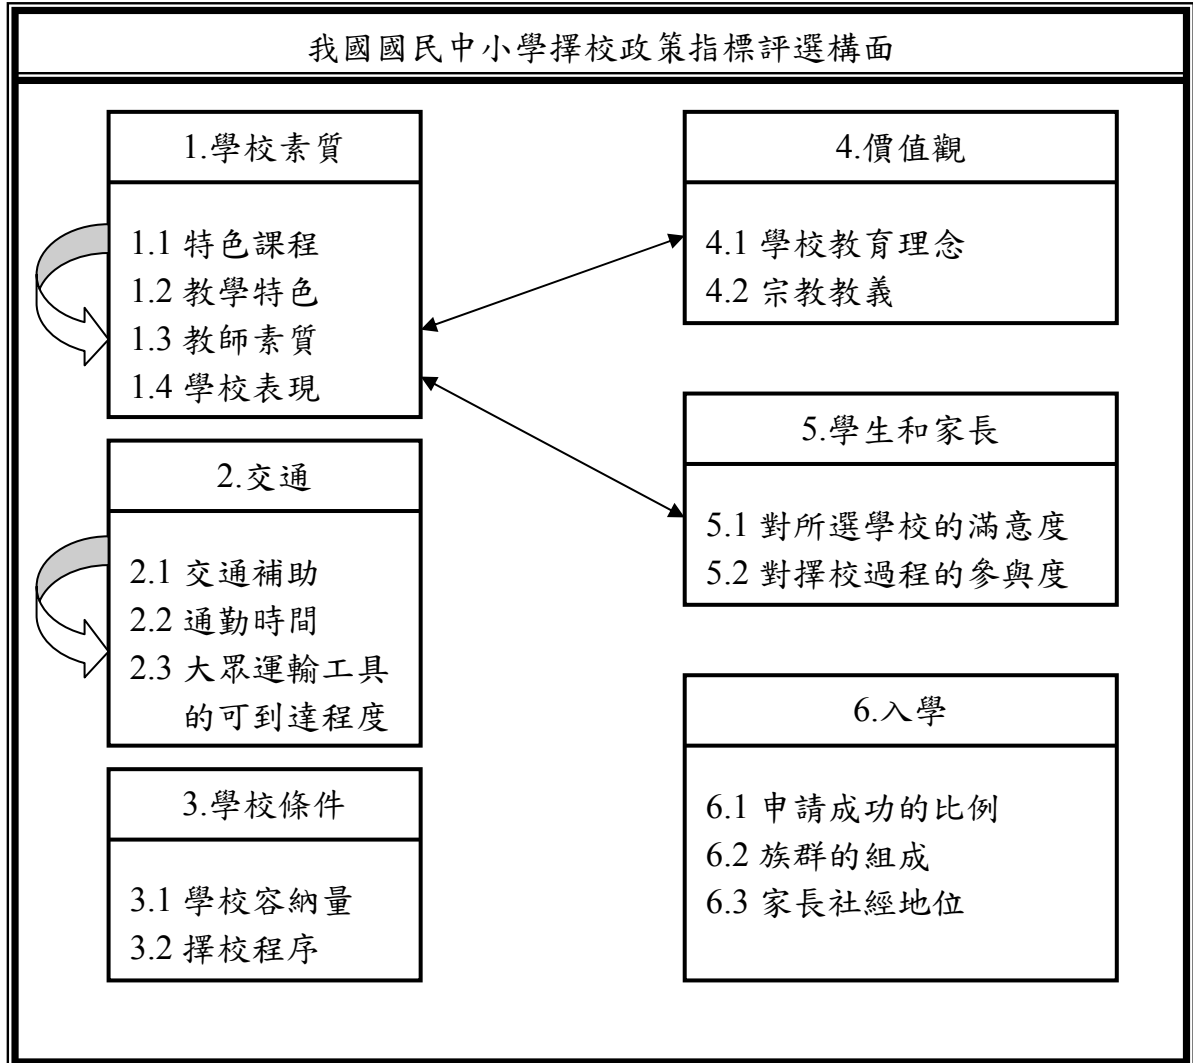 我國國民中小學擇校政策指標評選構面
1.學校素質
1.1 特色課程
1.2 教學特色
1.3 教師素質
1.4 學校表現
2.交通
2.1 交通補助
2.2 通勤時間
2.3 大眾運輸工具
的可到達程度
3.學校條件
3.1 學校容納量
3.2 擇校程序
4.價值觀
4.1 學校教育理念
4.2 宗教教義
5.學生和家長
5.1 對所選學校的滿意度
5.2 對擇校過程的參與度
6.入學
6.1 申請成功的比例
6.2 族群的組成
6.3 家長社經地位